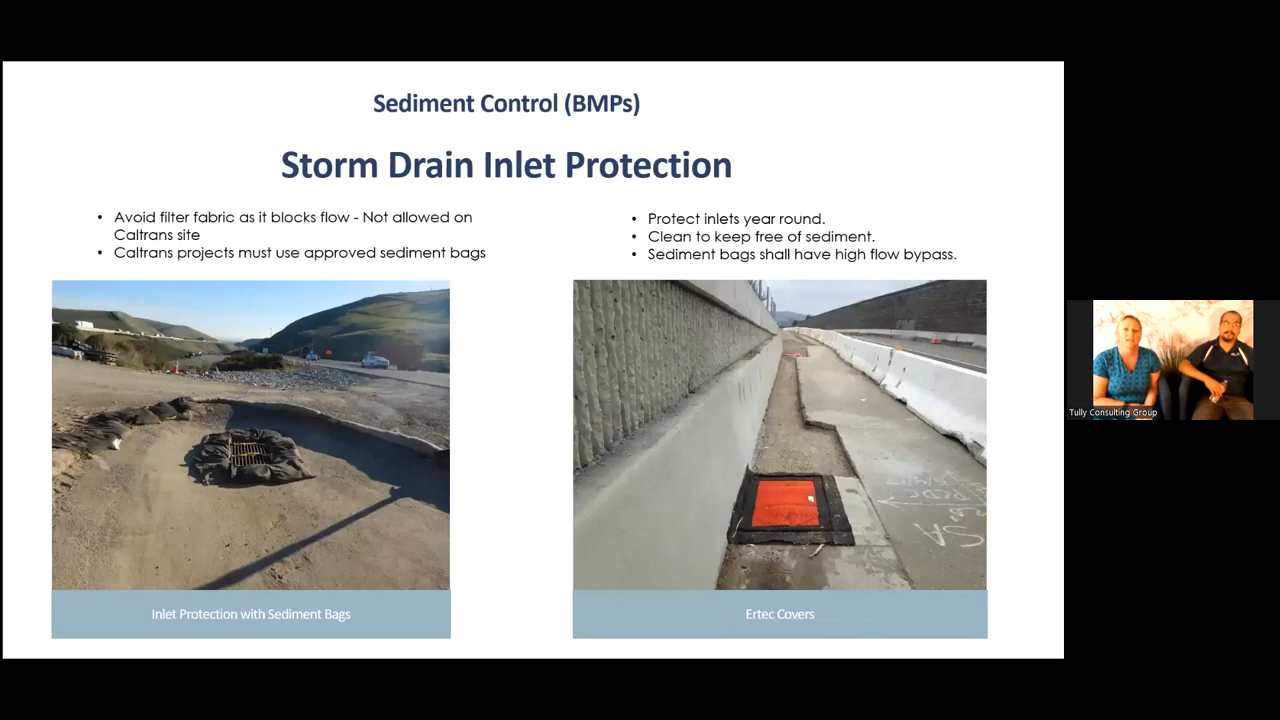 Sediment Control (BMPs)
Storm Drain Inlet Protection
• Avoid filter fabric as it blocks flow - Not allowed on
Caltrans site
• Caltrans projects must use approved sediment bags
• Protect inlets year round.
• Clean to keep free of sediment.
• Sediment bags shall have high flow bypass.
PCDC
SA
Inlet Protection with Sediment Bags
Ertec Covers
Tully Consulting Group